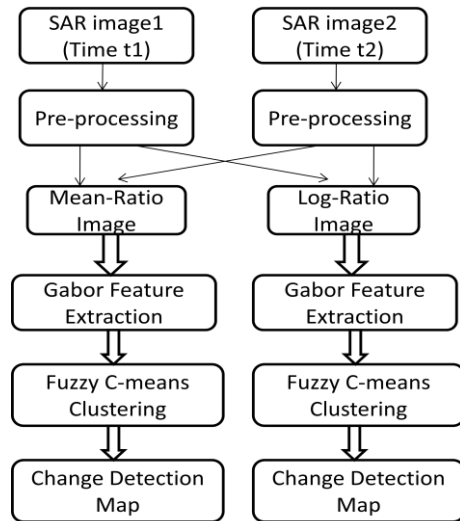 SAR image1
(Time t1)
SAR image2
(Time t2)
Pre-processing
Pre-processing
Mean-Ratio
Image
Log-Ratio
Image
Gabor Feature
Extraction
Gabor Feature
Extraction
Fuzzy C-means
Clustering
Fuzzy C-means
Clustering
Change Detection
Map
Change Detection
Map